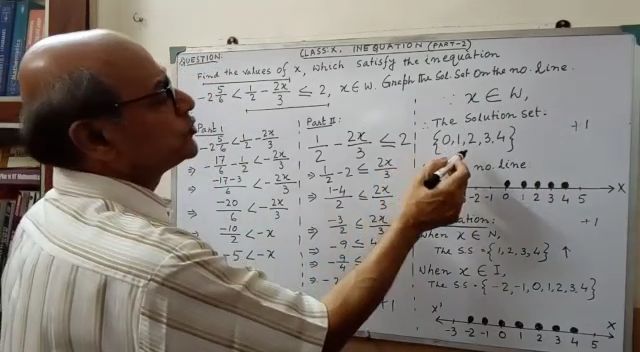 QUESTION:
CLASS: X, INEQUATION (PART-2)
Find the values of x, which satisfy the inequation
-2 5/6 < 1/2 - 2x/3 ≤ 2, x ∈ W. Graph the Sol. Set on the no. line.
Part I
-2 5/6 < 1/2 - 2x/3
⇒ -17/6 - 1/2 < -2x/3
⇒ -17-3/6 < -2x/3
⇒ -20/6 < -2x/3
⇒ -10/2 < -x
⇒ -5 < -x
Part II:
1/2 - 2x/3 ≤ 2
⇒ 1/2 - 2 ≤ 2x/3
⇒ 1-4/2 ≤ 2x/3
⇒ -3/2 ≤ 2x/3
⇒ -9 ≤ 4
⇒ -9/4 ≤
+1
∵ x ∈ W,
∴ The Solution Set =
{0, 1, 2, 3, 4}
+1
no. line
-2 -1 0 1 2 3 4 5 X
+1
When x ∈ N,
The S.S = {1, 2, 3, 4} ↑
When x ∈ I,
The S.S = {-2, -1, 0, 1, 2, 3, 4}
X' -3 -2 -1 0 1 2 3 4 5 X